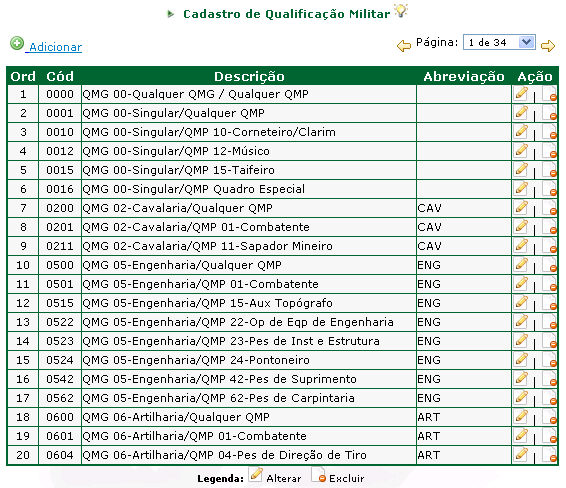 Cadastro de Qualificação Militar
Adicionar
Página: 1 de 34
Ord Cód Descrição Abreviação Ação
1 0000 QMG 00-Qualquer QMG / Qualquer QMP |
2 0001 QMG 00-Singular/Qualquer QMP |
3 0010 QMG 00-Singular/QMP 10-Corneteiro/Clarim |
4 0012 QMG 00-Singular/QMP 12-Músico |
5 0015 QMG 00-Singular/QMP 15-Taifeiro |
6 0016 QMG 00-Singular/QMP Quadro Especial |
7 0200 QMG 02-Cavalaria/Qualquer QMP CAV |
8 0201 QMG 02-Cavalaria/QMP 01-Combatente CAV |
9 0211 QMG 02-Cavalaria/QMP 11-Sapador Mineiro CAV |
10 0500 QMG 05-Engenharia/Qualquer QMP ENG |
11 0501 QMG 05-Engenharia/QMP 01-Combatente ENG |
12 0515 QMG 05-Engenharia/QMP 15-Aux Topógrafo ENG |
13 0522 QMG 05-Engenharia/QMP 22-Op de Eqp de Engenharia ENG |
14 0523 QMG 05-Engenharia/QMP 23-Pes de Inst e Estrutura ENG |
15 0524 QMG 05-Engenharia/QMP 24-Pontoneiro ENG |
16 0542 QMG 05-Engenharia/QMP 42-Pes de Suprimento ENG |
17 0562 QMG 05-Engenharia/QMP 62-Pes de Carpintaria ENG |
18 0600 QMG 06-Artilharia/Qualquer QMP ART |
19 0601 QMG 06-Artilharia/QMP 01-Combatente ART |
20 0604 QMG 06-Artilharia/QMP 04-Pes de Direção de Tiro ART |
Legenda: Alterar Excluir